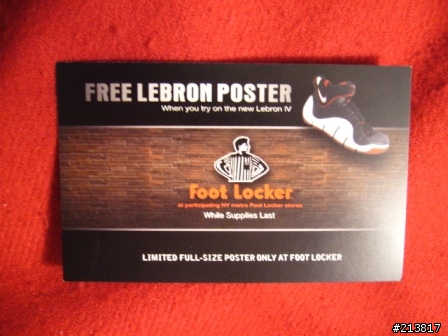 FREE LEBRON POSTER
When you try on the new Lebron IV
Foot Locker
at participating NY metro Foot Locker stores
While Supplies Last
LIMITED FULL-SIZE POSTER ONLY AT FOOT LOCKER
#213817